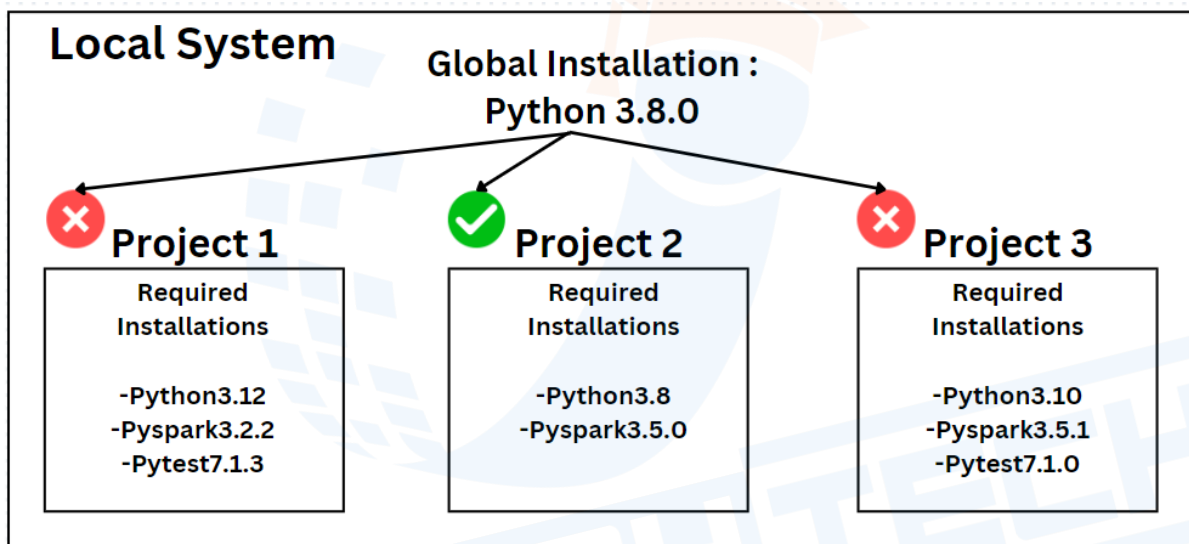 Local System
Global Installation :
Python 3.8.0
Project 1
Required
Installations
-Python3.12
-Pyspark3.2.2
-Pytest7.1.3
Project 2
Required
Installations
-Python3.8
-Pyspark3.5.0
Project 3
Required
Installations
-Python3.10
-Pyspark3.5.1
-Pytest7.1.0